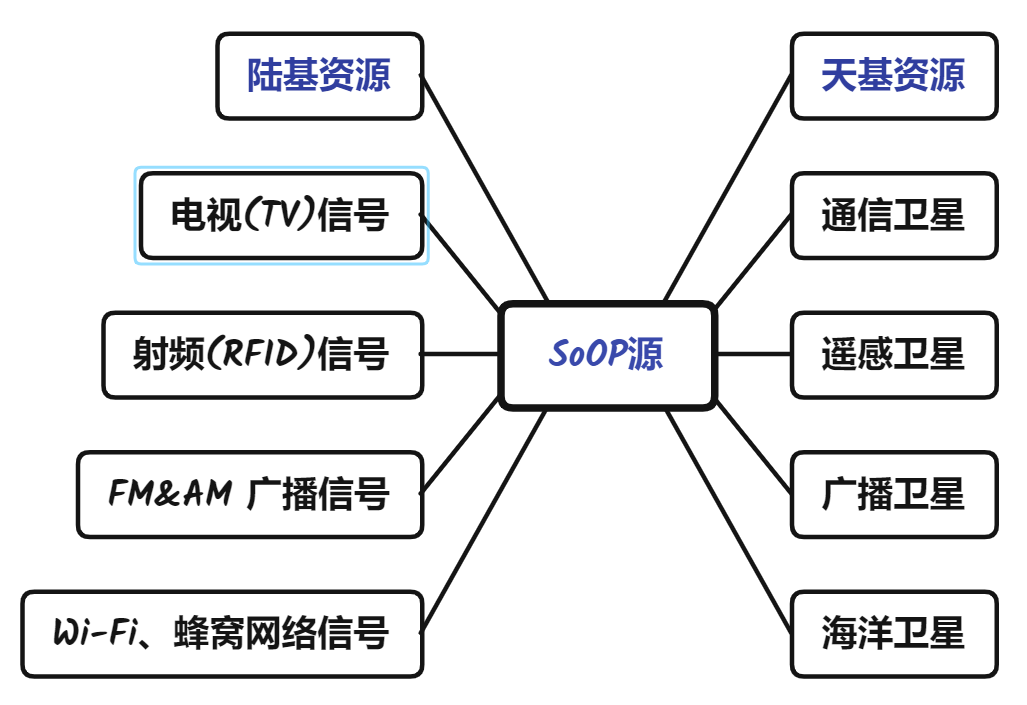 陆基资源
电视(TV)信号
射频(RFID)信号
FM&AM 广播信号
Wi-Fi、蜂窝网络信号
SoOP源
天基资源
通信卫星
遥感卫星
广播卫星
海洋卫星